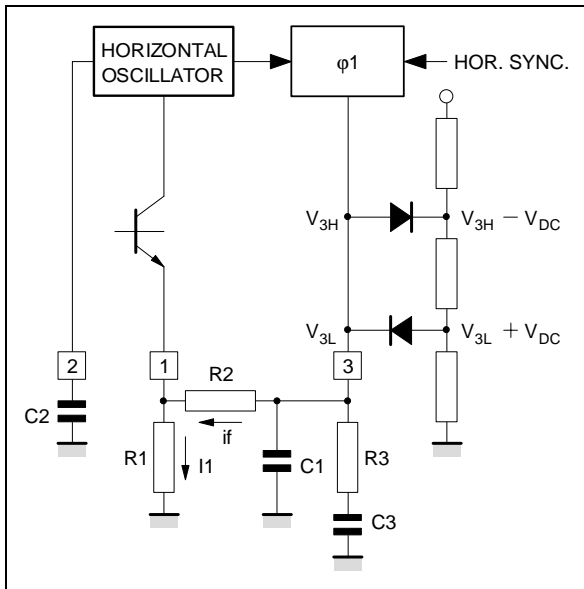 HORIZONTAL
OSCILLATOR
φ1
HOR. SYNC.
V3H
V3H − VDC
V3L
V3L + VDC
2
1
3
R2
C2
if
R1
I1
C1
R3
C3